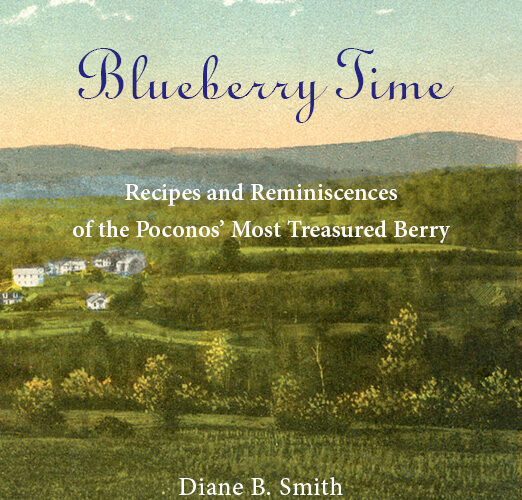 Blueberry Time
Recipes and Reminiscences
of the Poconos’ Most Treasured Berry
Diane B. Smith